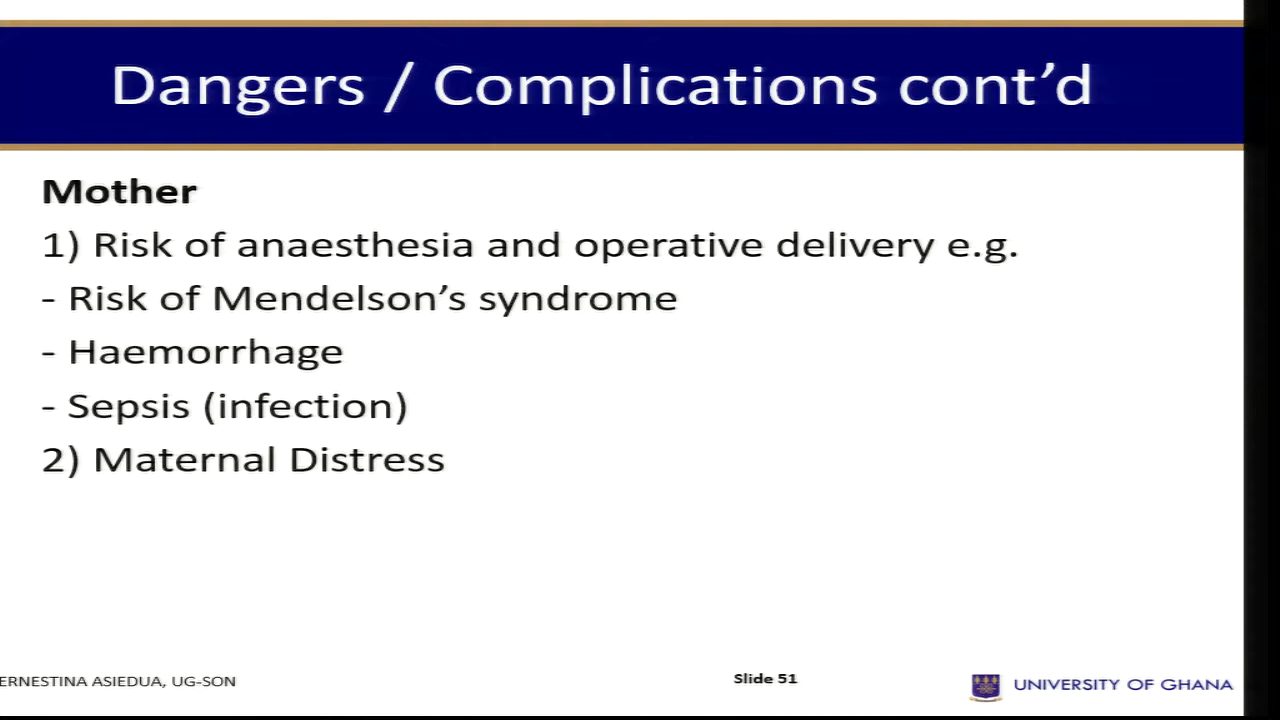 Dangers / Complications cont’d
Mother
1) Risk of anaesthesia and operative delivery e.g.
- Risk of Mendelson’s syndrome
- Haemorrhage
- Sepsis (infection)
2) Maternal Distress
ERNESTINA ASIEDUA, UG-SON
Slide 51
UNIVERSITY OF GHANA